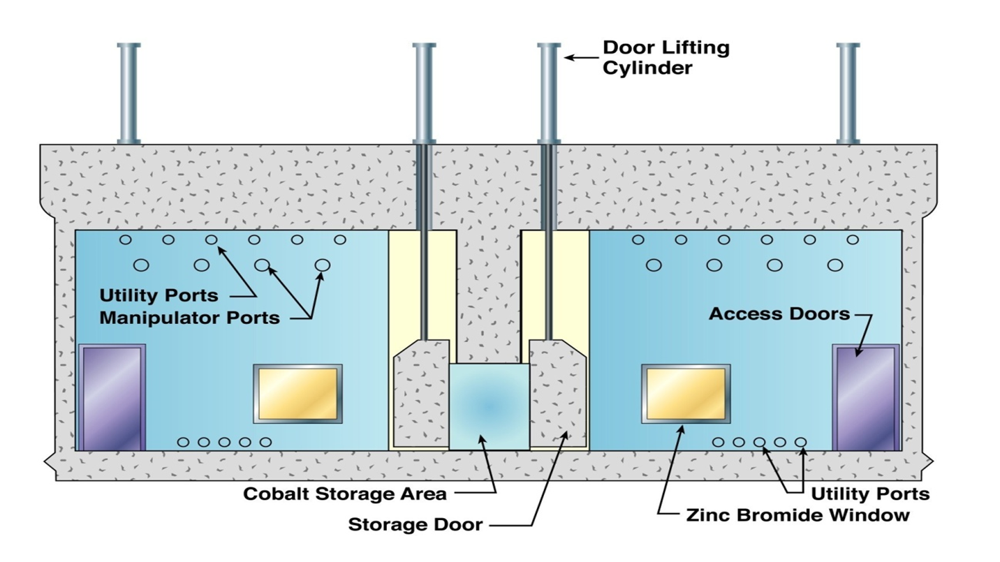 Door Lifting
Cylinder
Utility Ports
Manipulator Ports
Access Doors
Cobalt Storage Area
Utility Ports
Zinc Bromide Window
Storage Door